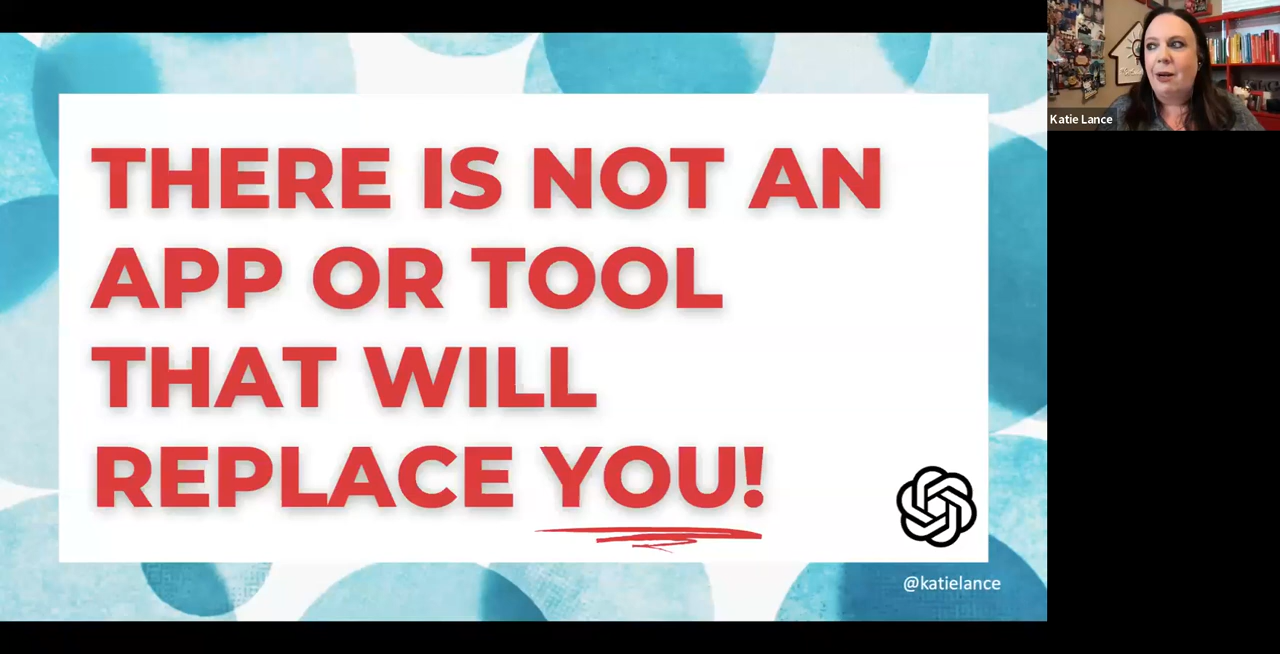 THERE IS NOT AN
APP OR TOOL
THAT WILL
REPLACE YOU!
@katielance
Katie Lance